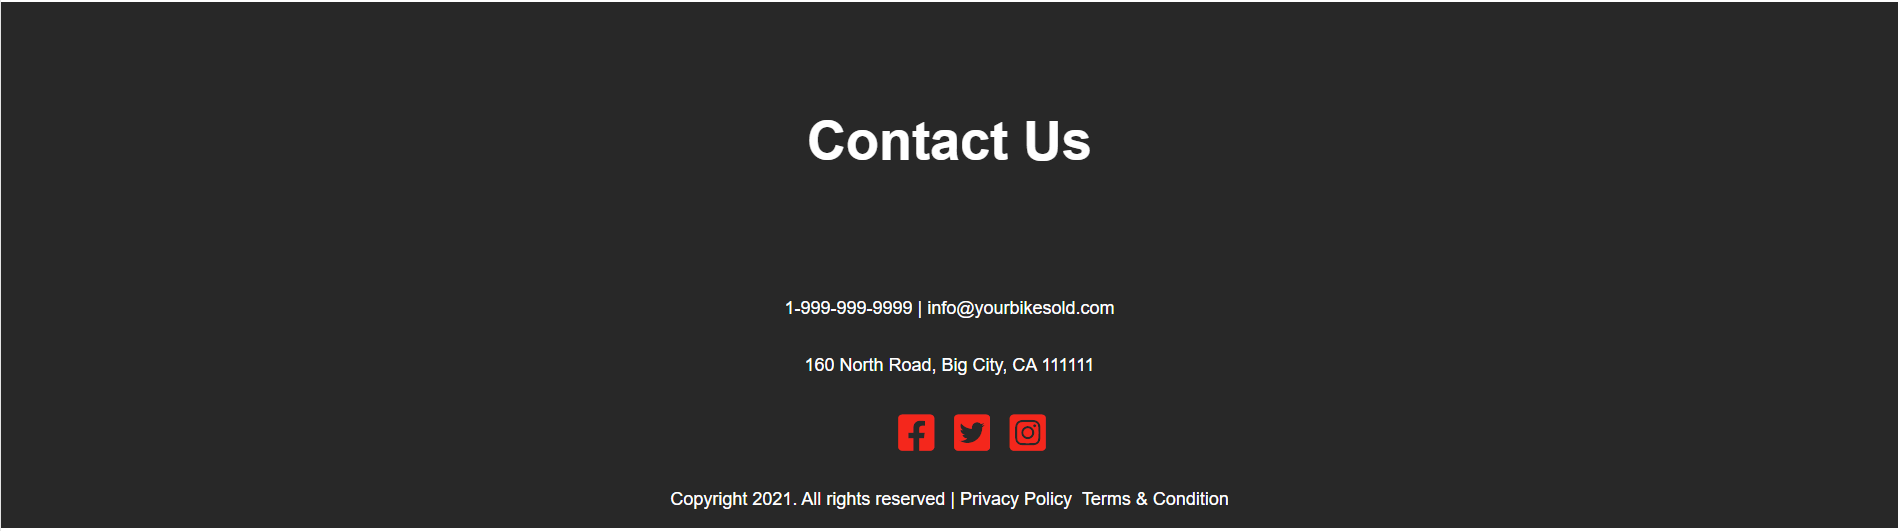 Contact Us
1-999-999-9999 | info@yourbikesold.com
160 North Road, Big City, CA 111111
Copyright 2021. All rights reserved | Privacy Policy  Terms & Condition